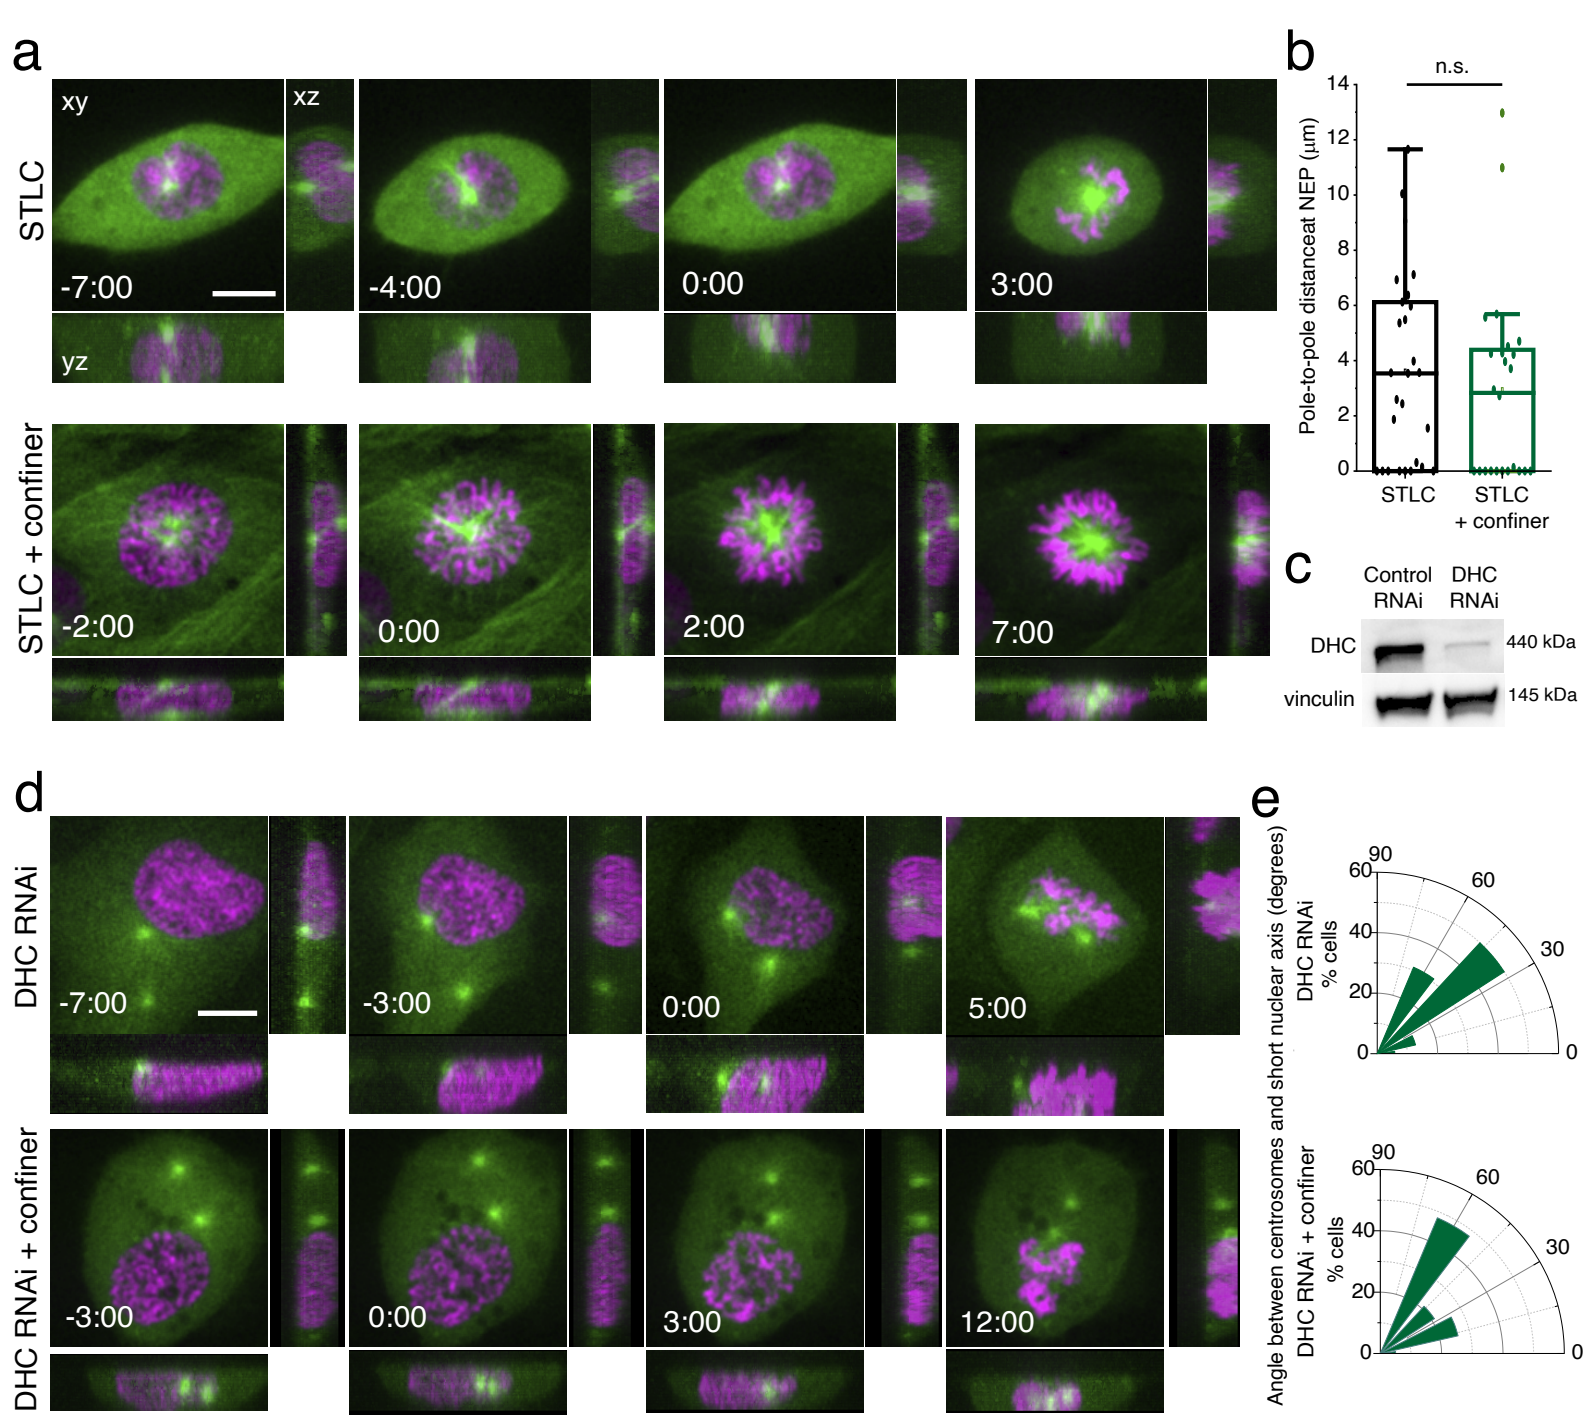 a
STLC
xy
xz
yz
-7:00
-4:00
0:00
3:00
STLC + confiner
-2:00
0:00
2:00
7:00
b
n.s.
Pole-to-pole distanceat NEP (µm)
14
12
10
8
6
4
2
0
STLC
STLC
+ confiner
c
Control
RNAi
DHC
RNAi
DHC
440 kDa
vinculin
145 kDa
d
DHC RNAi
-7:00
-3:00
0:00
5:00
DHC RNAi + confiner
-3:00
0:00
3:00
12:00
e
Angle between centrosomes and short nuclear axis (degrees)
DHC RNAi
% cells
60
40
20
0
90
60
30
0
DHC RNAi + confiner
% cells
60
40
20
0
90
60
30
0